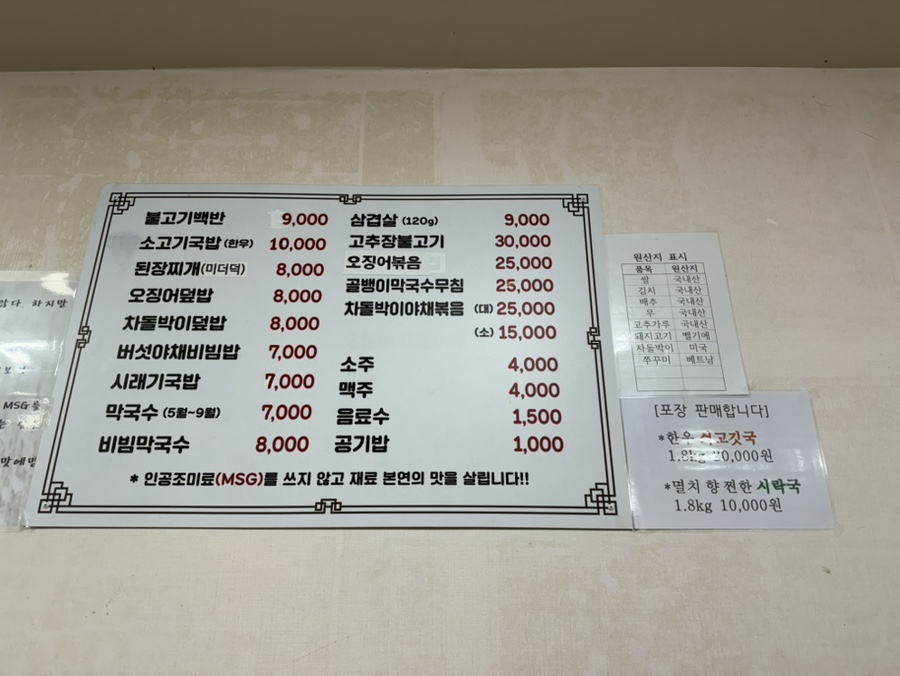 불고기백반 9,000
소고기국밥 (한우) 10,000
된장찌개(미더덕) 8,000
오징어덮밥 8,000
차돌박이덮밥 8,000
버섯야채비빔밥 7,000
시래기국밥 7,000
막국수 (5월~9월) 7,000
비빔막국수 8,000
삼겹살 (120g) 9,000
고추장불고기 30,000
오징어볶음 25,000
골뱅이막국수무침 25,000
차돌박이야채볶음 (대) 25,000
(소) 15,000
소주 4,000
맥주 4,000
음료수 1,500
공기밥 1,000
* 인공조미료(MSG)를 쓰지 않고 재료 본연의 맛을 살립니다!!
원산지 표시
품목 원산지
쌀 국내산
김치 국내산
배추 국내산
무 국내산
고추가루 국내산
돼지고기 벨기에
차돌박이 미국
쭈꾸미 베트남
[포장 판매합니다]
*한우
1.8kg 20,000원
*멸치 향 찐한 시락국
1.8kg 10,000원
하지말
MSG를